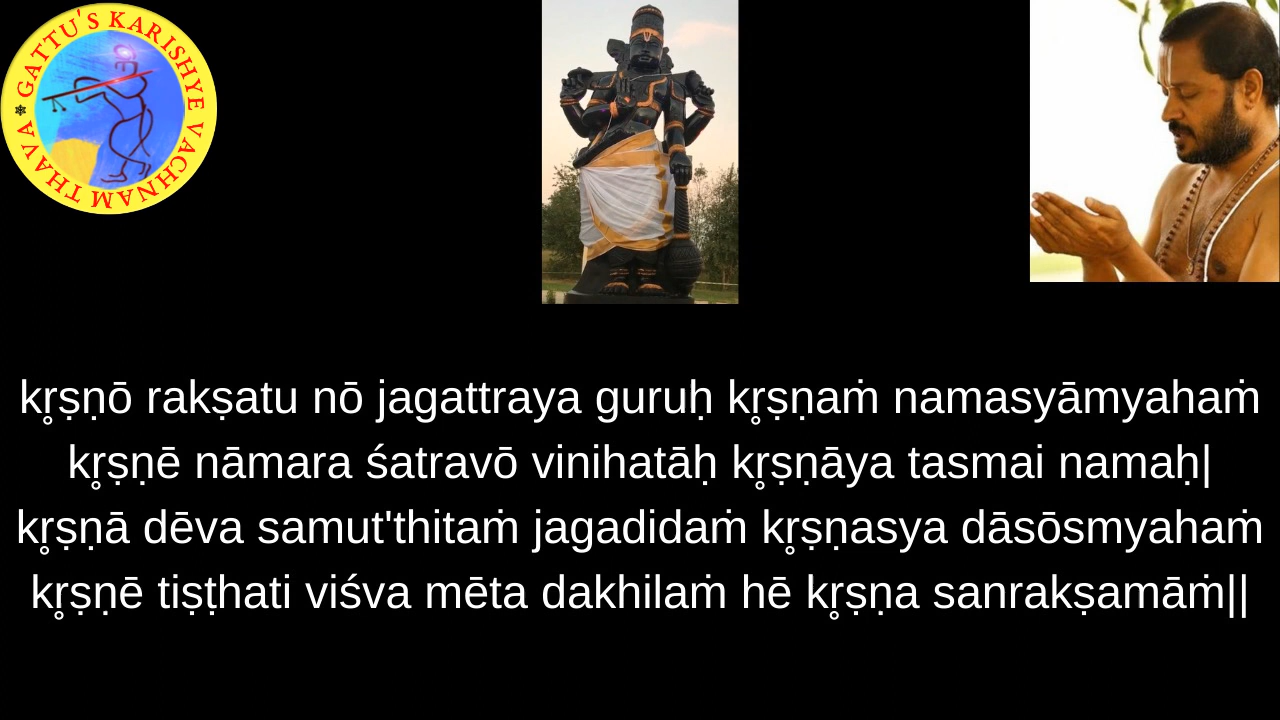 GATTU'S KARISHYE VACHNAM THAVA
kr̥ṣṇō rakṣatu nō jagattraya guruḥ kr̥ṣṇaṁ namasyāmyahaṁ
kr̥ṣṇē nāmara śatravō vinihatāḥ kr̥ṣṇāya tasmai namaḥ|
kr̥ṣṇā dēva samut'thitaṁ jagadidaṁ kr̥ṣṇasya dāsōsmyahaṁ
kr̥ṣṇē tiṣṭhati viśva mēta dakhilaṁ hē kr̥ṣṇa sanrakṣamāṁ||